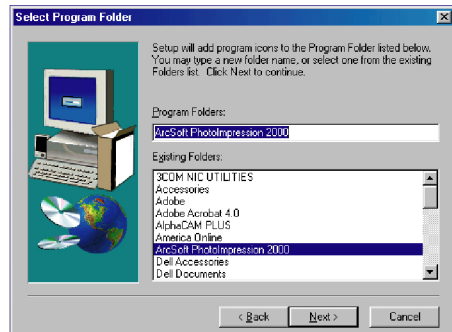 Select Program Folder
Setup will add program icons to the Program Folder listed below.
You may type a new folder name, or select one from the existing
Folders list. Click Next to continue.
Program Folders:
ArcSoft PhotoImpression 2000
Existing Folders:
3COM NIC UTILITIES
Accessories
Adobe
Adobe Acrobat 4.0
AlphaCAM PLUS
America Online
ArcSoft PhotoImpression 2000
Dell Accessories
Dell Documents
< Back
Next >
Cancel